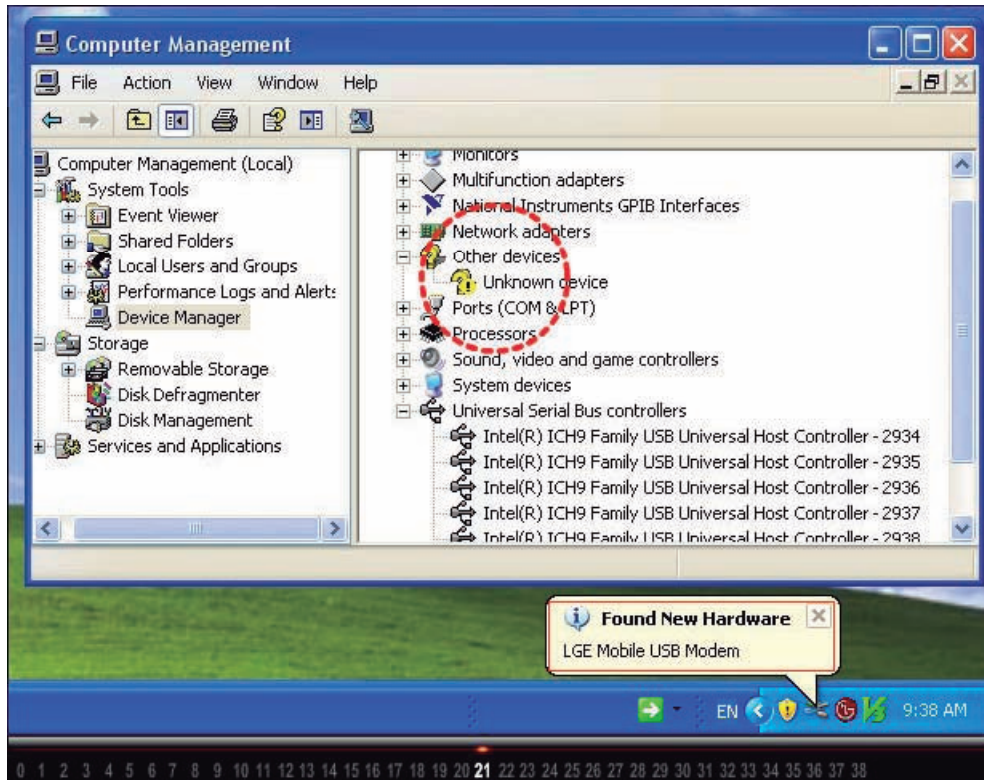 Computer Management
File Action View Window Help
Computer Management (Local)
System Tools
Event Viewer
Shared Folders
Local Users and Groups
Performance Logs and Alerts
Device Manager
Storage
Removable Storage
Disk Defragmenter
Disk Management
Services and Applications
Monitors
Multifunction adapters
National Instruments GPIB Interfaces
Network adapters
Other devices
Unknown device
Ports (COM & LPT)
Processors
Sound, video and game controllers
System devices
Universal Serial Bus controllers
Intel(R) ICH9 Family USB Universal Host Controller - 2934
Intel(R) ICH9 Family USB Universal Host Controller - 2935
Intel(R) ICH9 Family USB Universal Host Controller - 2936
Intel(R) ICH9 Family USB Universal Host Controller - 2937
Intel(R) ICH9 Family USB Universal Host Controller - 2938
Found New Hardware
LGE Mobile USB Modem
EN 9:38 AM
0 1 2 3 4 5 6 7 8 9 10 11 12 13 14 15 16 17 18 19 20 21 22 23 24 25 26 27 28 29 30 31 32 33 34 35 36 37 38